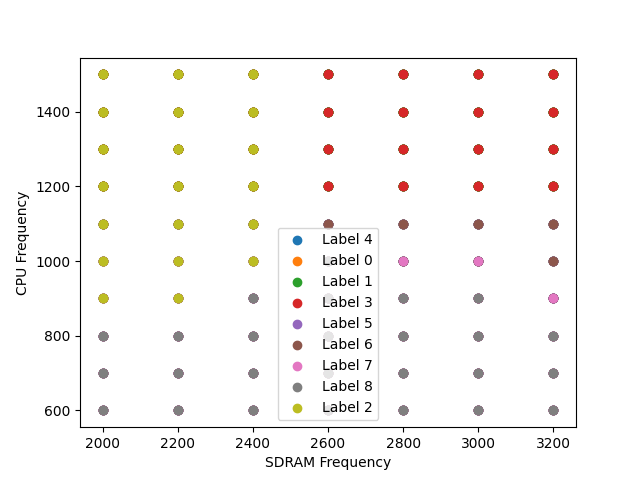 1400
1200
1000
800
600
CPU Frequency
Label 4
Label 0
Label 1
Label 3
Label 5
Label 6
Label 7
Label 8
Label 2
2000 2200 2400 2600 2800 3000 3200
SDRAM Frequency